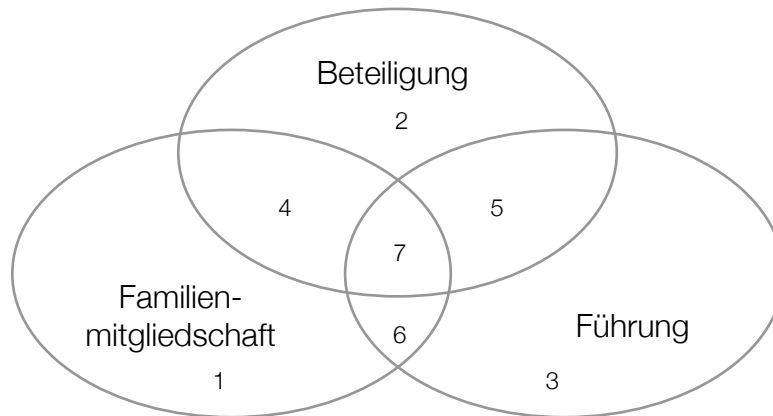 Beteiligung
2
4
5
7
Familien-
mitgliedschaft
6
Führung
1
3